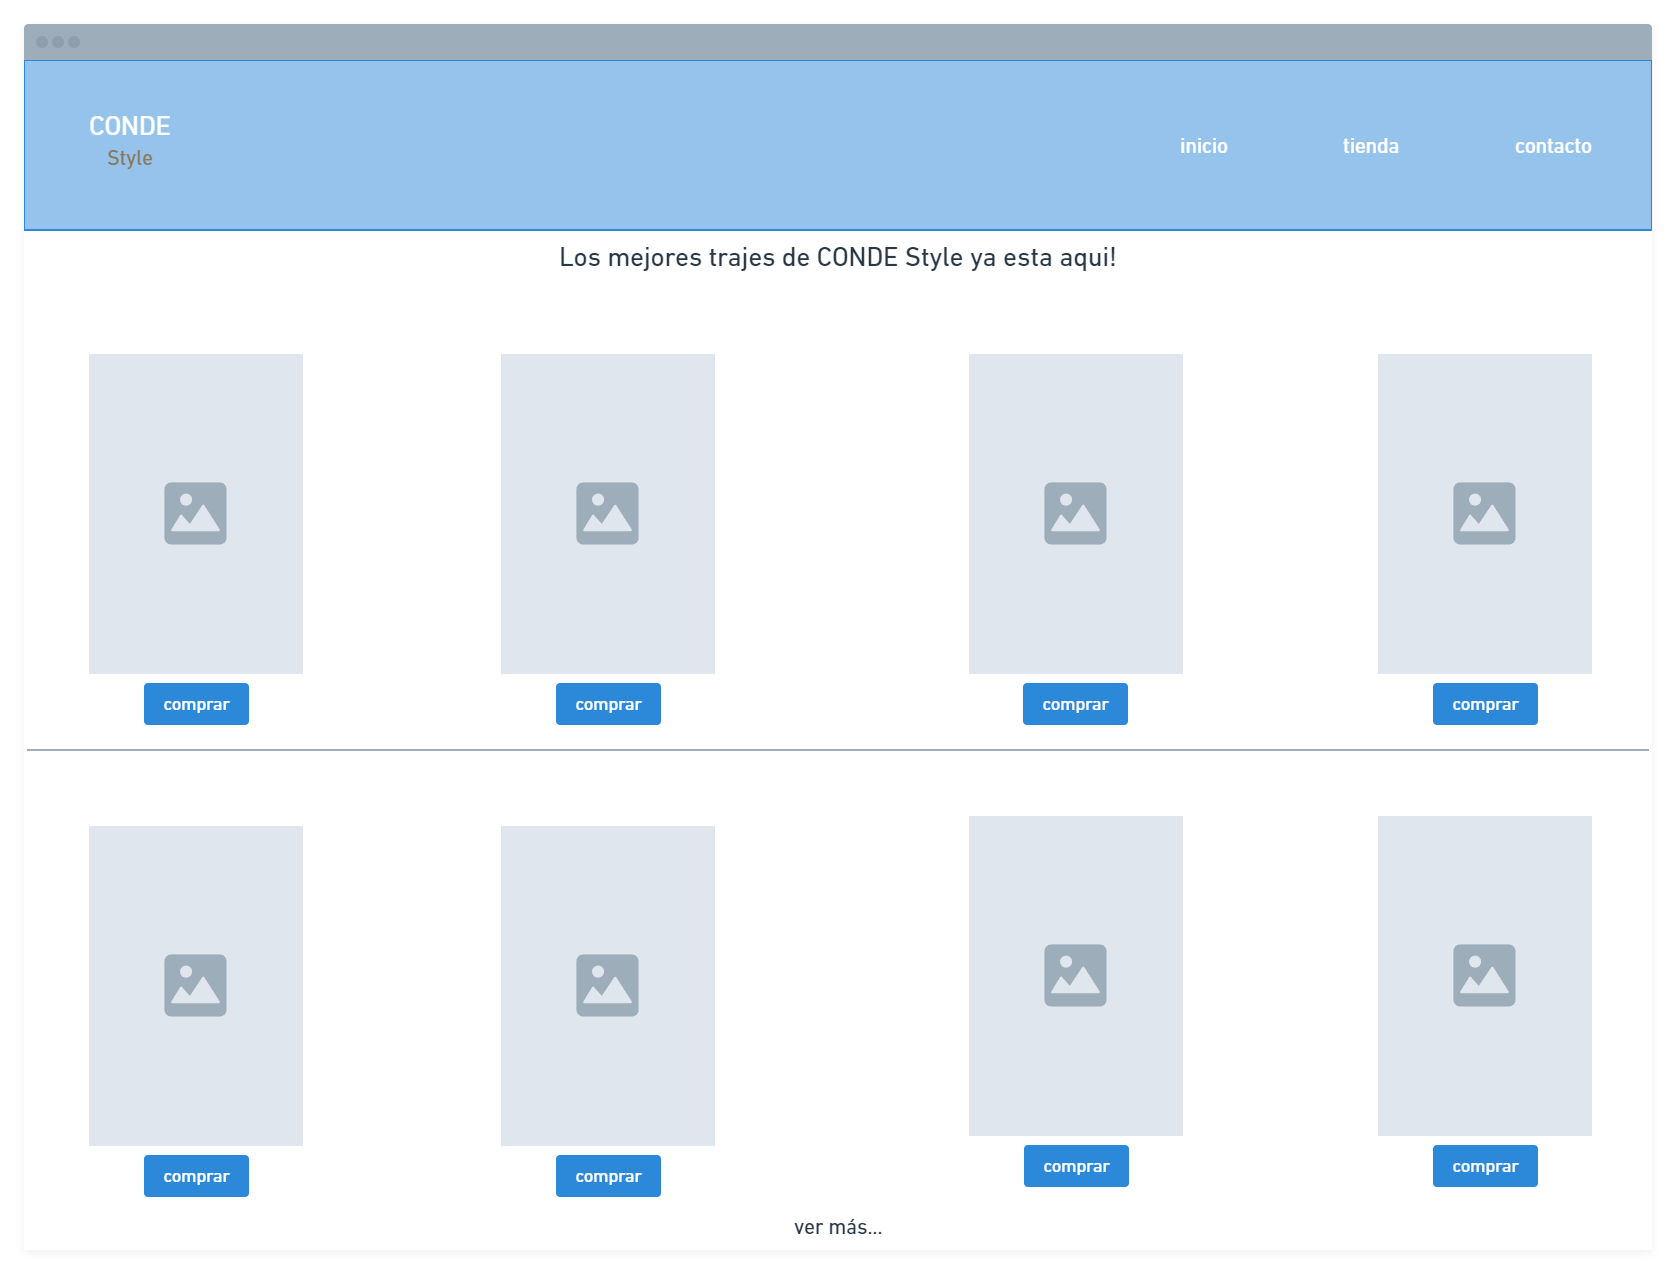 CONDE
Style
inicio tienda contacto
Los mejores trajes de CONDE Style ya esta aqui!
comprar comprar comprar comprar
comprar comprar comprar comprar
ver más...